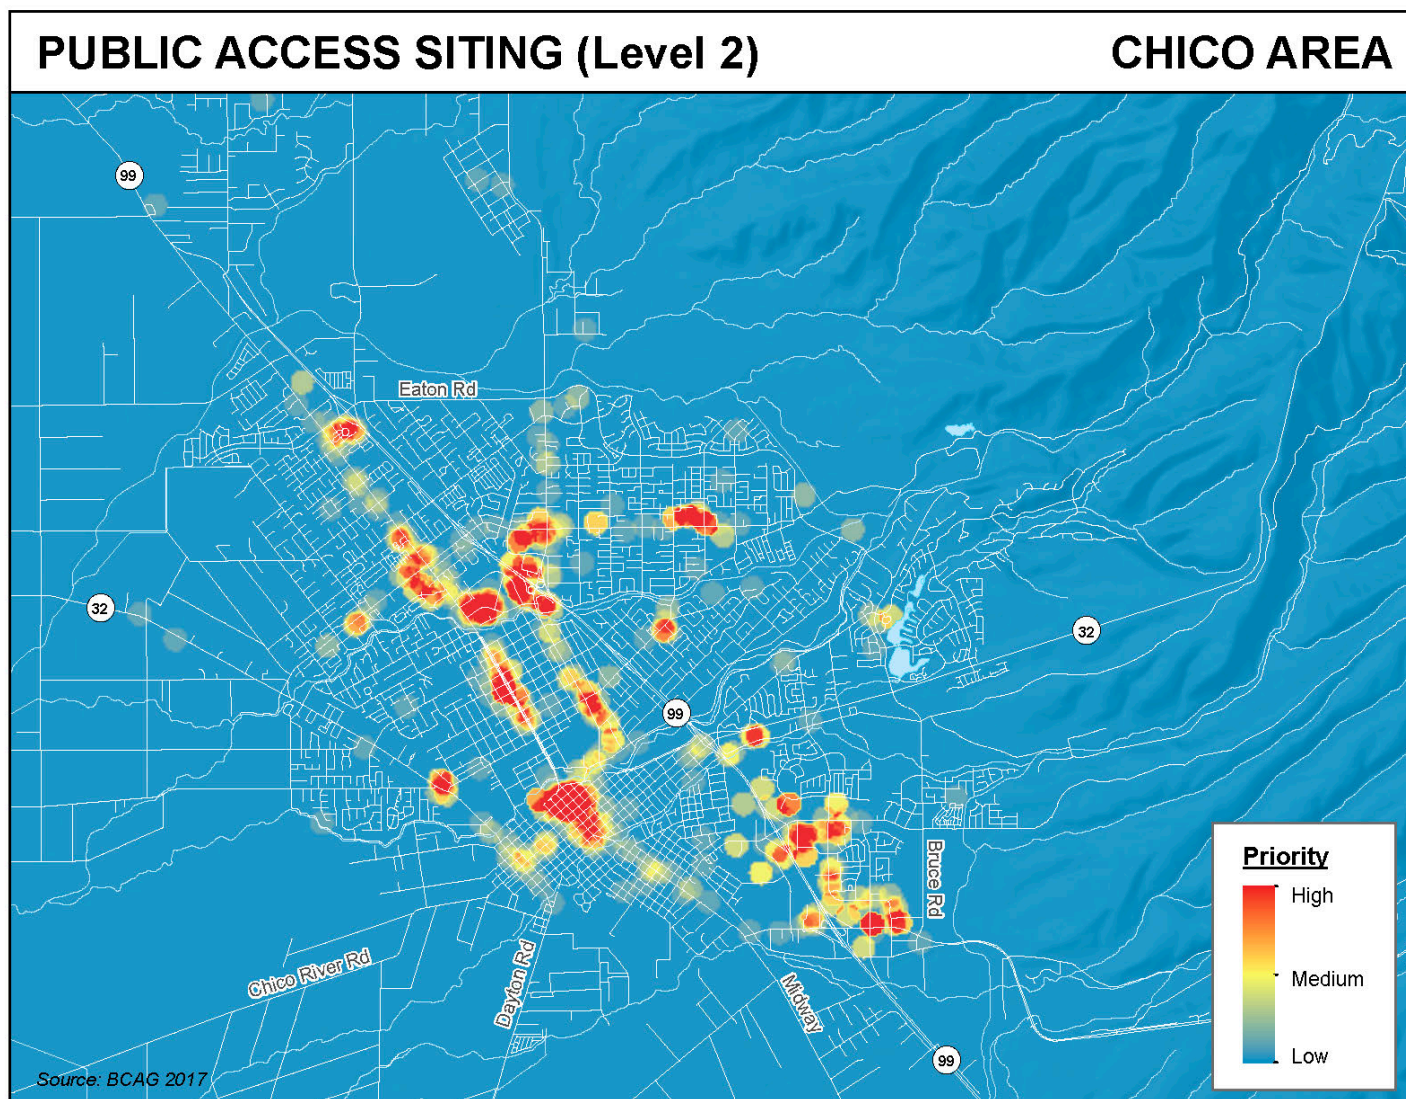 PUBLIC ACCESS SITING (Level 2) CHICO AREA
99
Eaton Rd
32
32
99
Bruce Rd
Priority
High
Medium
Low
Chico River Rd
Dayton Rd
Midway
99
Source: BCAG 2017